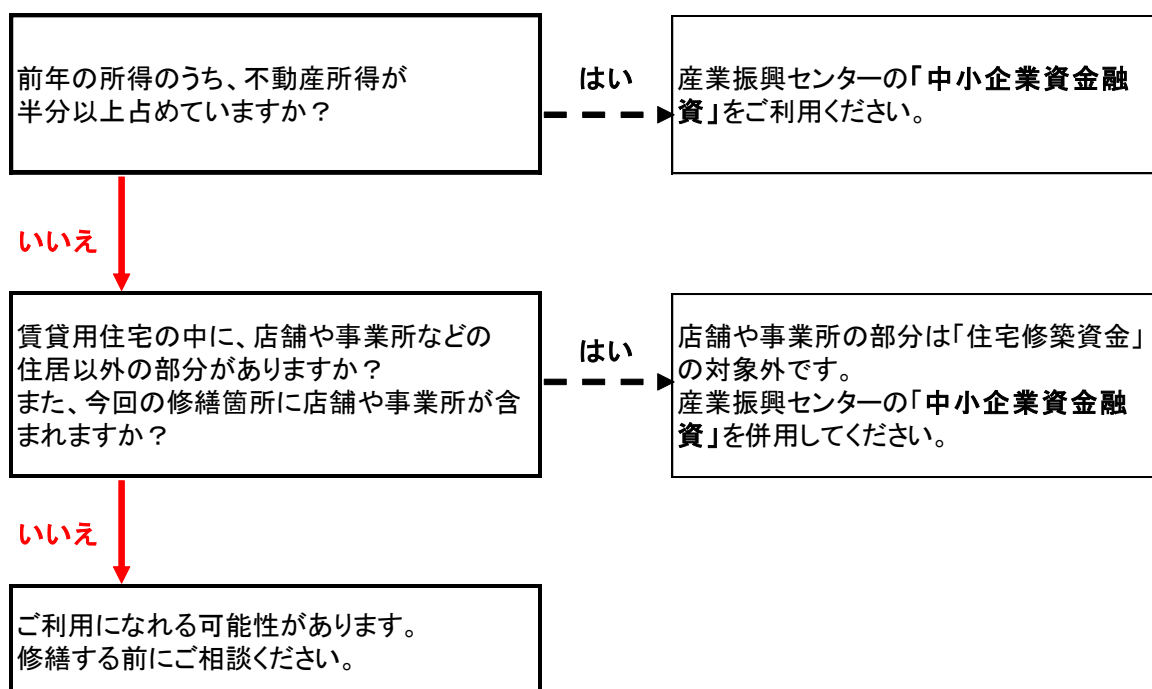 前年の所得のうち、不動産所得が
半分以上占めていますか？
はい
産業振興センターの「中小企業資金融
資」をご利用ください。
いいえ
賃貸用住宅の中に、店舗や事業所などの
住居以外の部分がありますか？
また、今回の修繕箇所に店舗や事業所が含
まれますか？
はい
店舗や事業所の部分は「住宅修築資金」
の対象外です。
産業振興センターの「中小企業資金融
資」を併用してください。
いいえ
ご利用になれる可能性があります。
修繕する前にご相談ください。